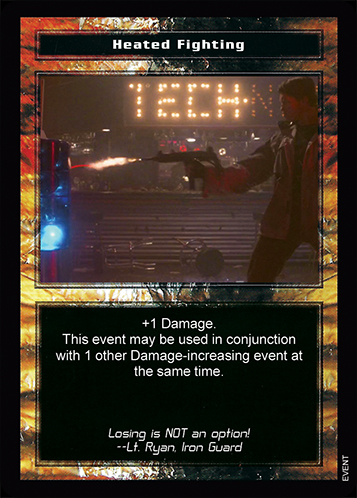 Heated Fighting
TECH N
+1 Damage.
This event may be used in conjunction
with 1 other Damage-increasing event at
the same time.
Losing is NOT an option!
--Lt. Ryan, Iron Guard
EVENT